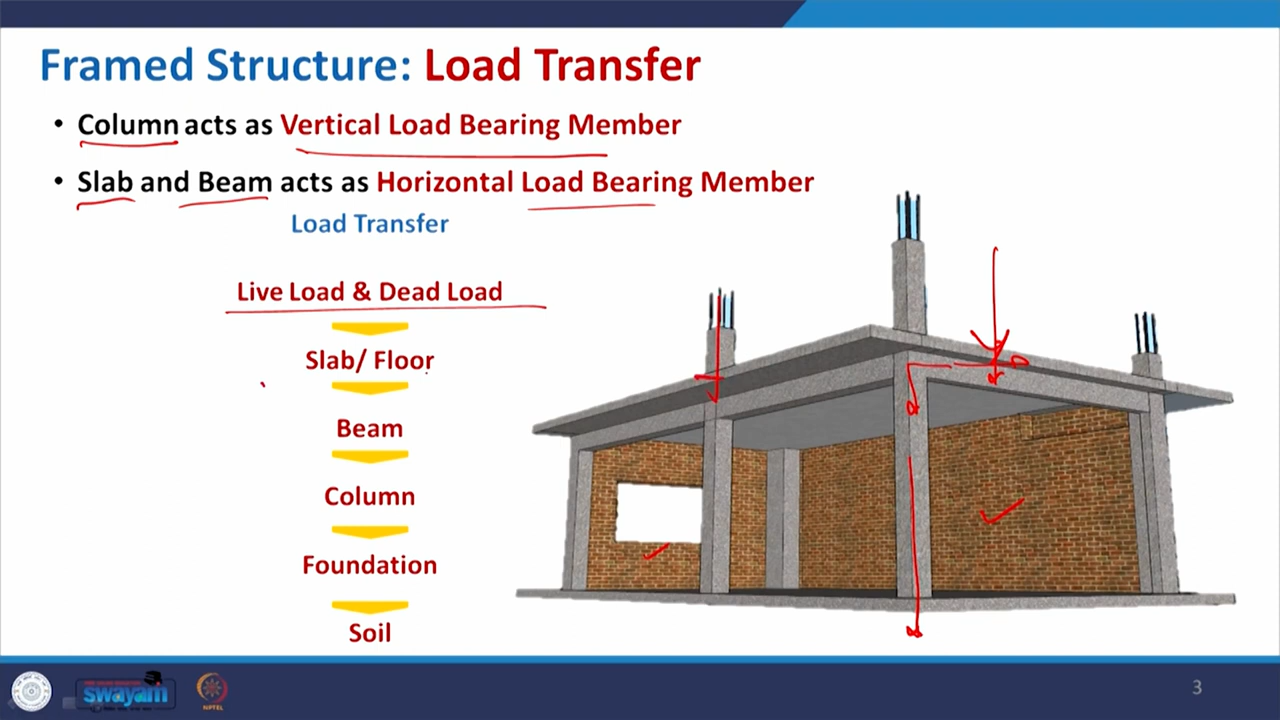 Framed Structure: Load Transfer
• Column acts as Vertical Load Bearing Member
• Slab and Beam acts as Horizontal Load Bearing Member
Load Transfer
Live Load & Dead Load
Slab/ Floor
Beam
Column
Foundation
Soil
swayam
NPTEL
3